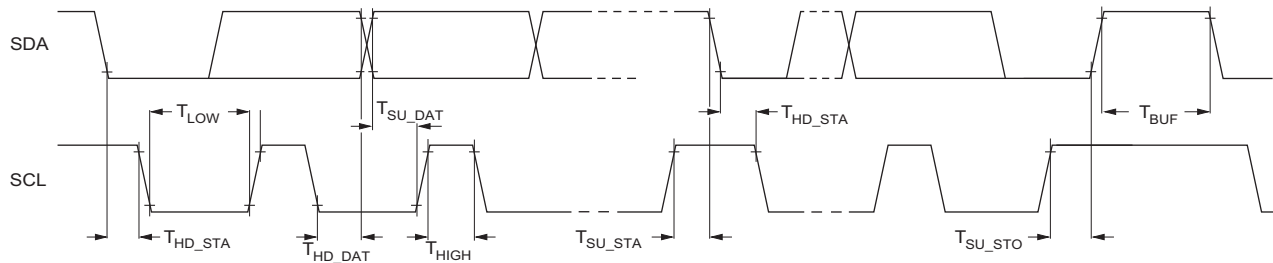 SDA
T_LOW
T_SU_DAT
T_HD_STA
T_BUF
SCL
T_HD_STA
T_HD_DAT
T_HIGH
T_SU_STA
T_SU_STO